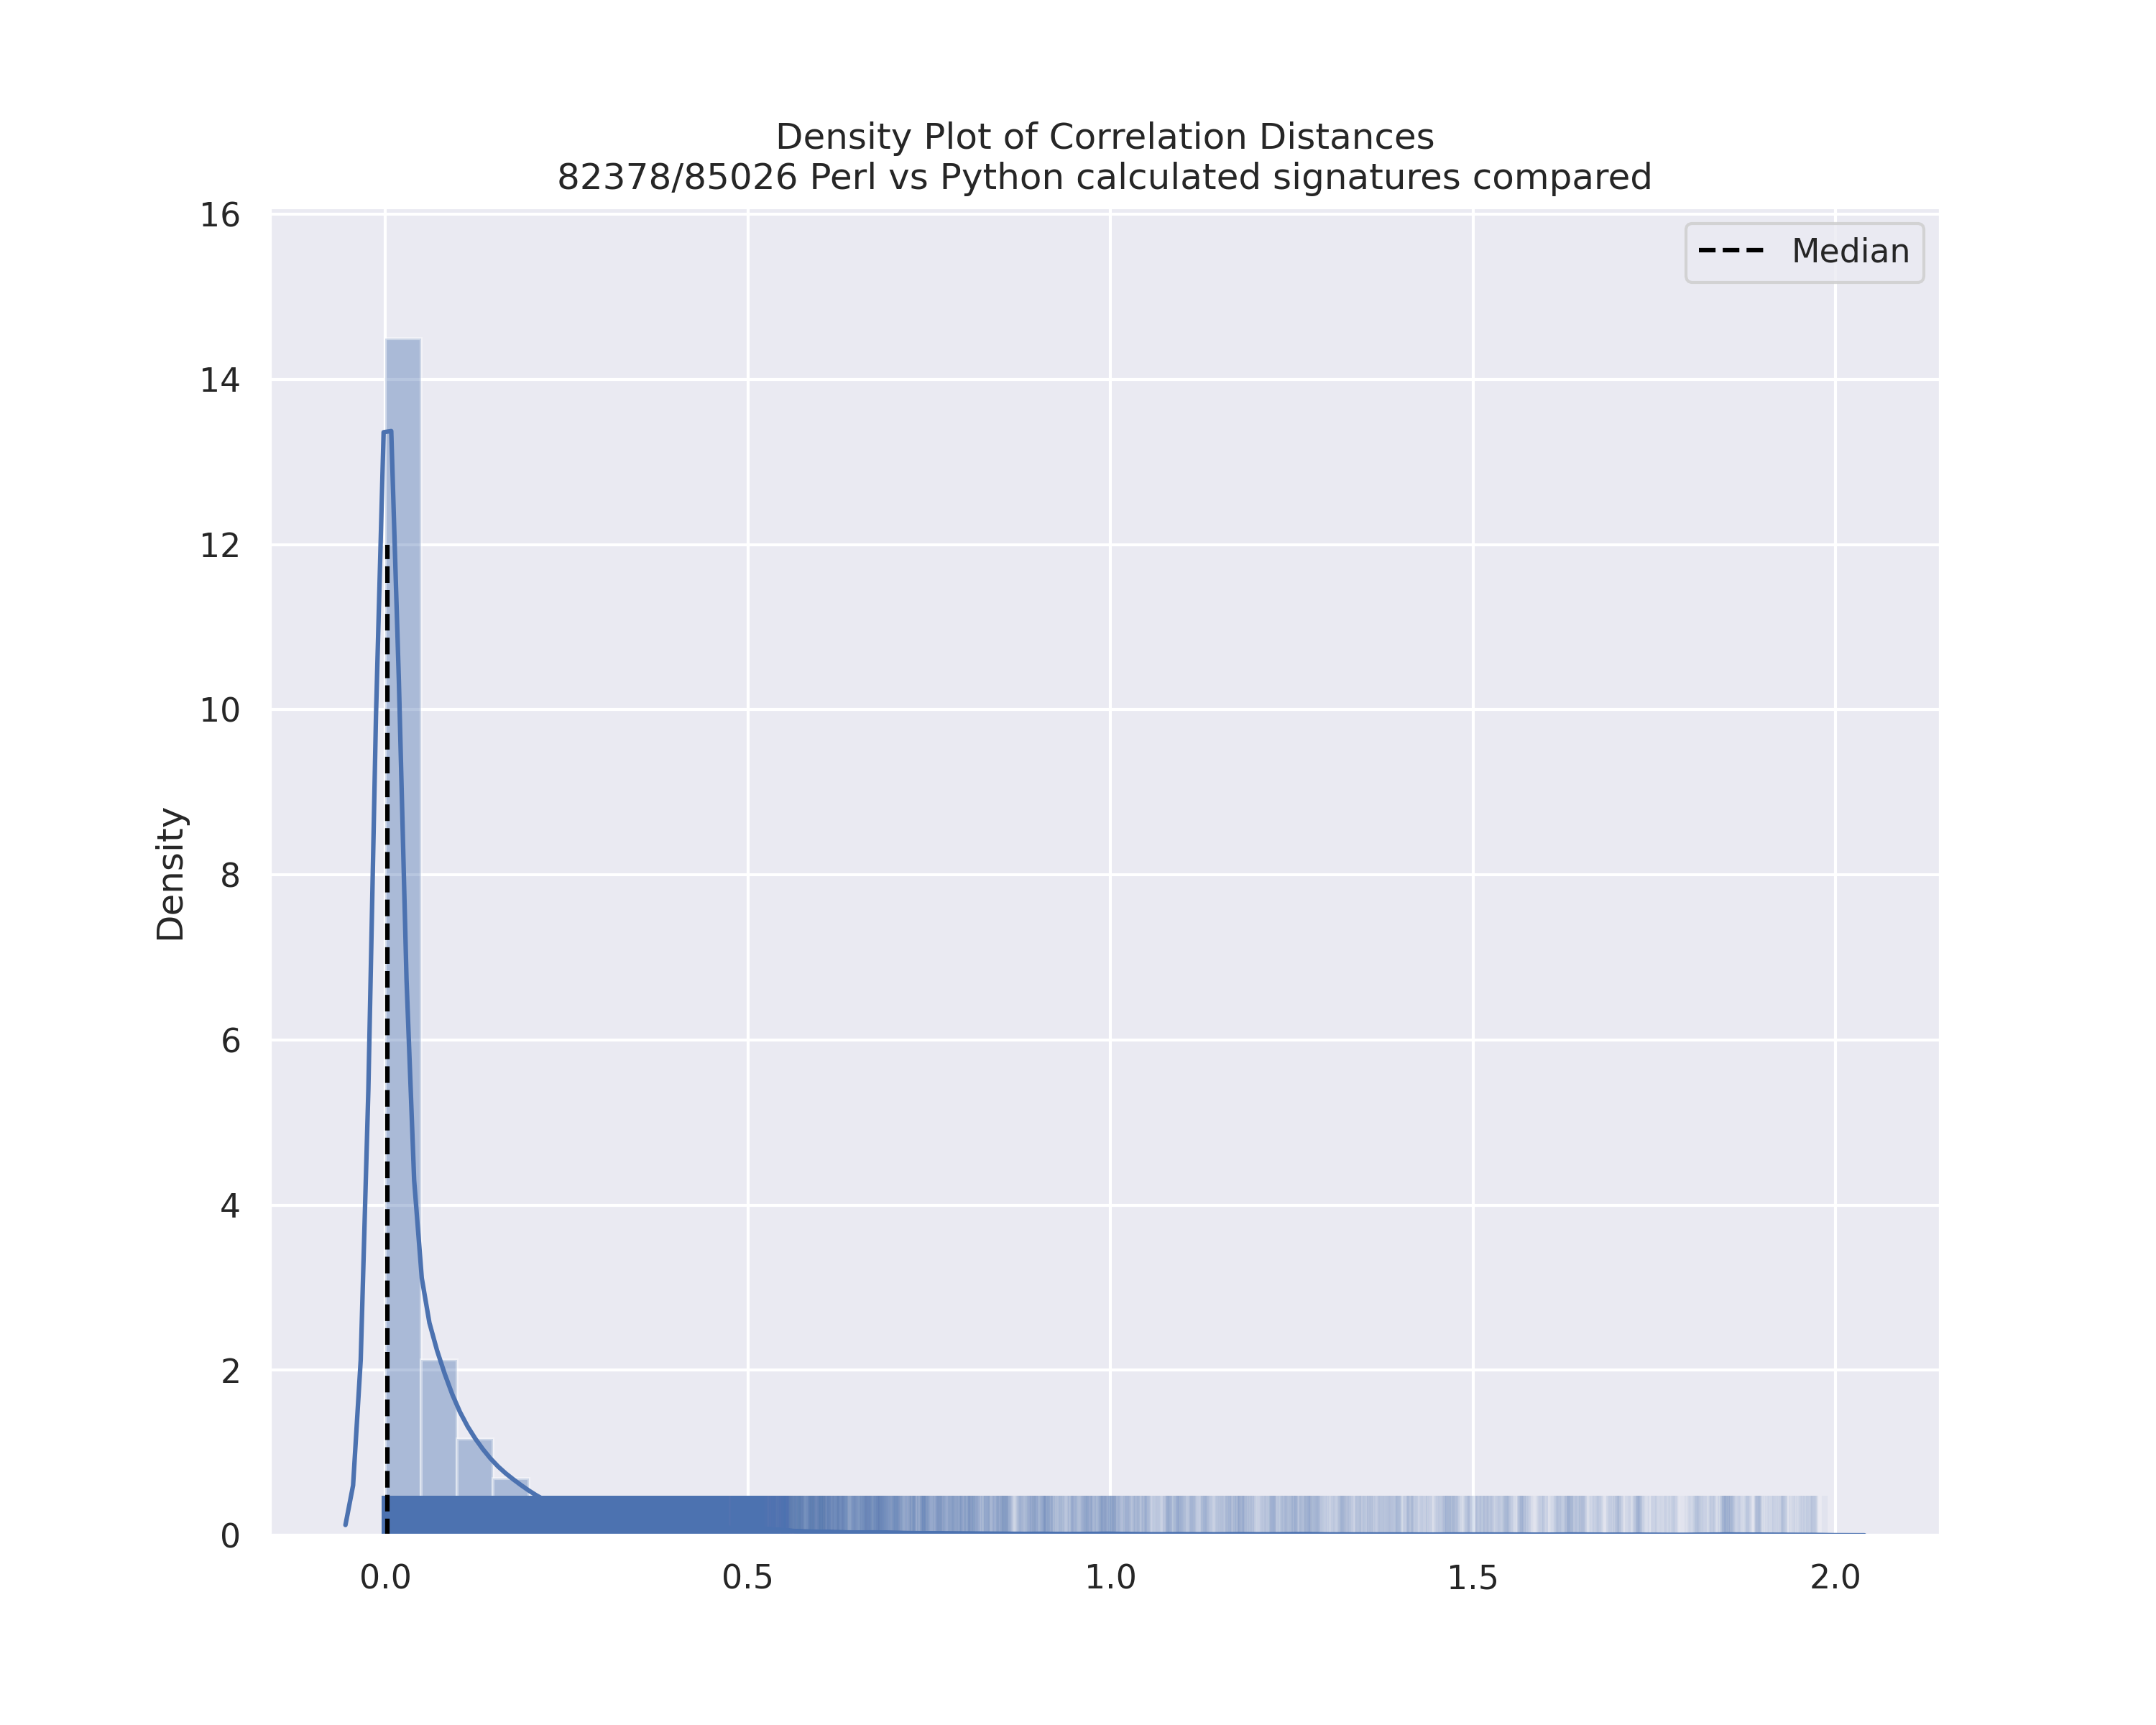 Density Plot of Correlation Distances
82378/85026 Perl vs Python calculated signatures compared
Median
16
14
12
10
8
6
4
2
0
Density
0.0 0.5 1.0 1.5 2.0